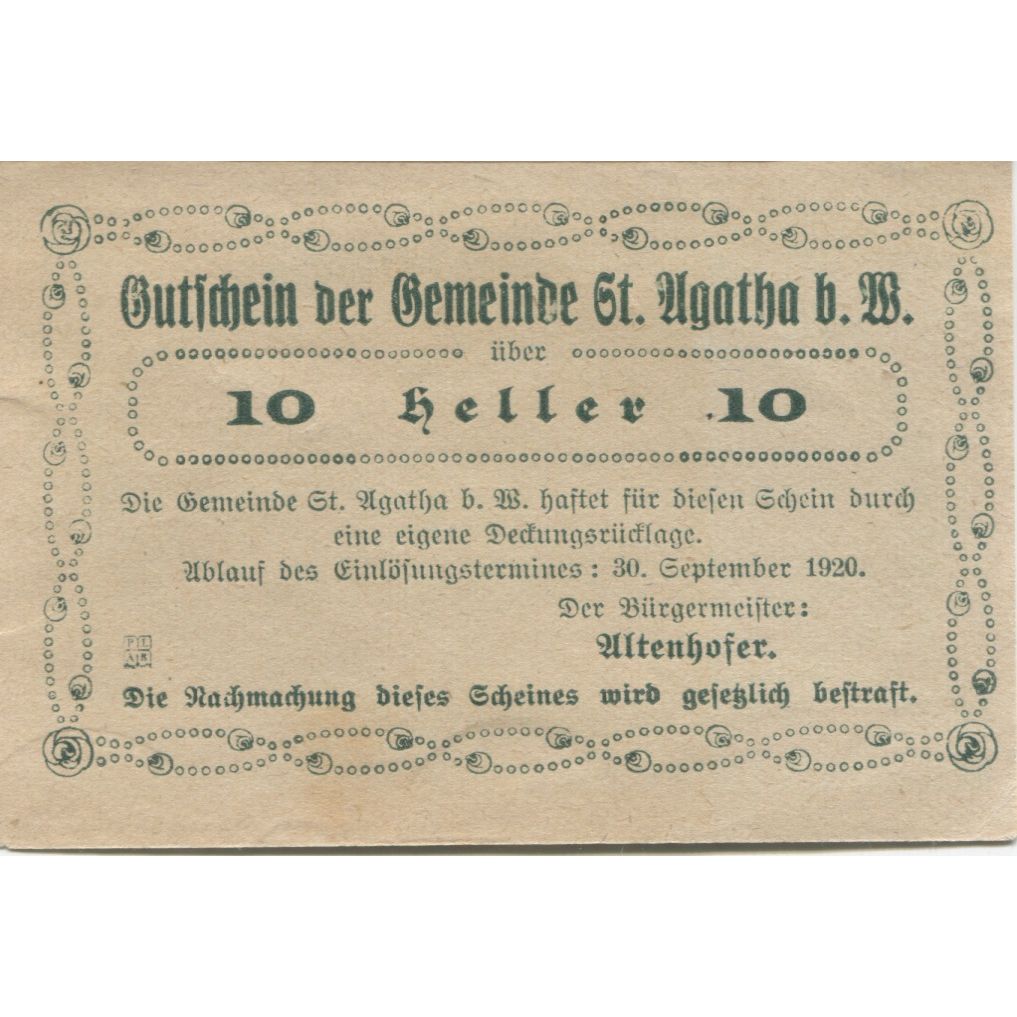 Gutschein der Gemeinde St. Agatha b. W.
über
10 Heller 10
Die Gemeinde St. Agatha b. W. haftet für diesen Schein durch
eine eigene Deckungsrücklage.
Ablauf des Einlösungstermines: 30. September 1920.
Der Bürgermeister:
Altenhofer.
Die Nachmachung dieses Scheines wird gesetzlich bestraft.